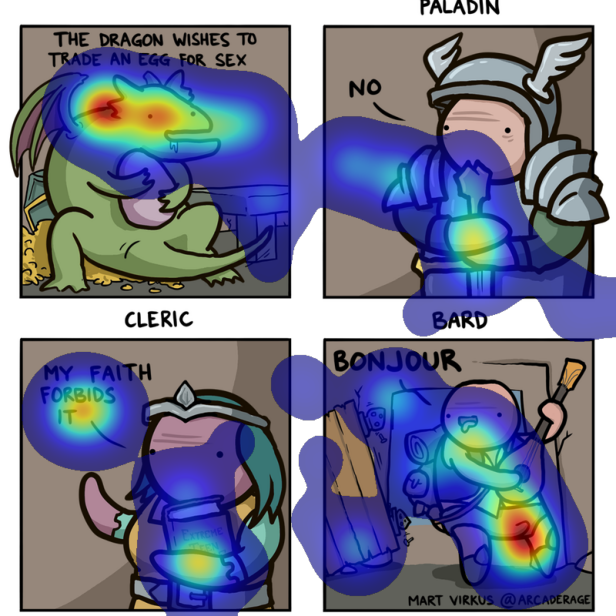 THE DRAGON WISHES TO
TRADE AN EGG FOR SEX
PALADIN
NO
CLERIC
MY FAITH
FORBIDS
IT
BARD
BONJOUR
MART VIRKUS @ARCADERAGE